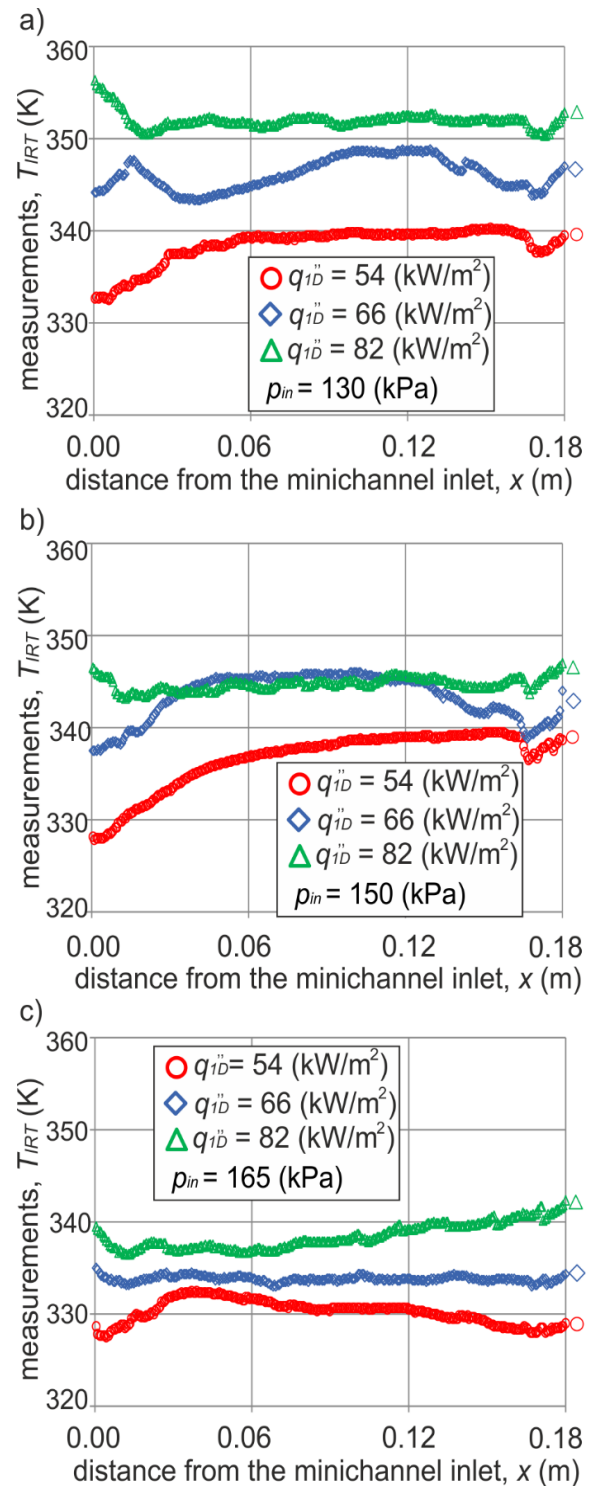 a)
measurements, T_IRT (K)
360
350
340
330
320
q''_1D = 54 (kW/m²)
q''_1D = 66 (kW/m²)
q''_1D = 82 (kW/m²)
p_in = 130 (kPa)
0.00 0.06 0.12 0.18
distance from the minichannel inlet, x (m)
b)
measurements, T_IRT (K)
360
350
340
330
320
q''_1D = 54 (kW/m²)
q''_1D = 66 (kW/m²)
q''_1D = 82 (kW/m²)
p_in = 150 (kPa)
0.00 0.06 0.12 0.18
distance from the minichannel inlet, x (m)
c)
measurements, T_IRT (K)
360
350
340
330
320
q''_1D = 54 (kW/m²)
q''_1D = 66 (kW/m²)
q''_1D = 82 (kW/m²)
p_in = 165 (kPa)
0.00 0.06 0.12 0.18
distance from the minichannel inlet, x (m)